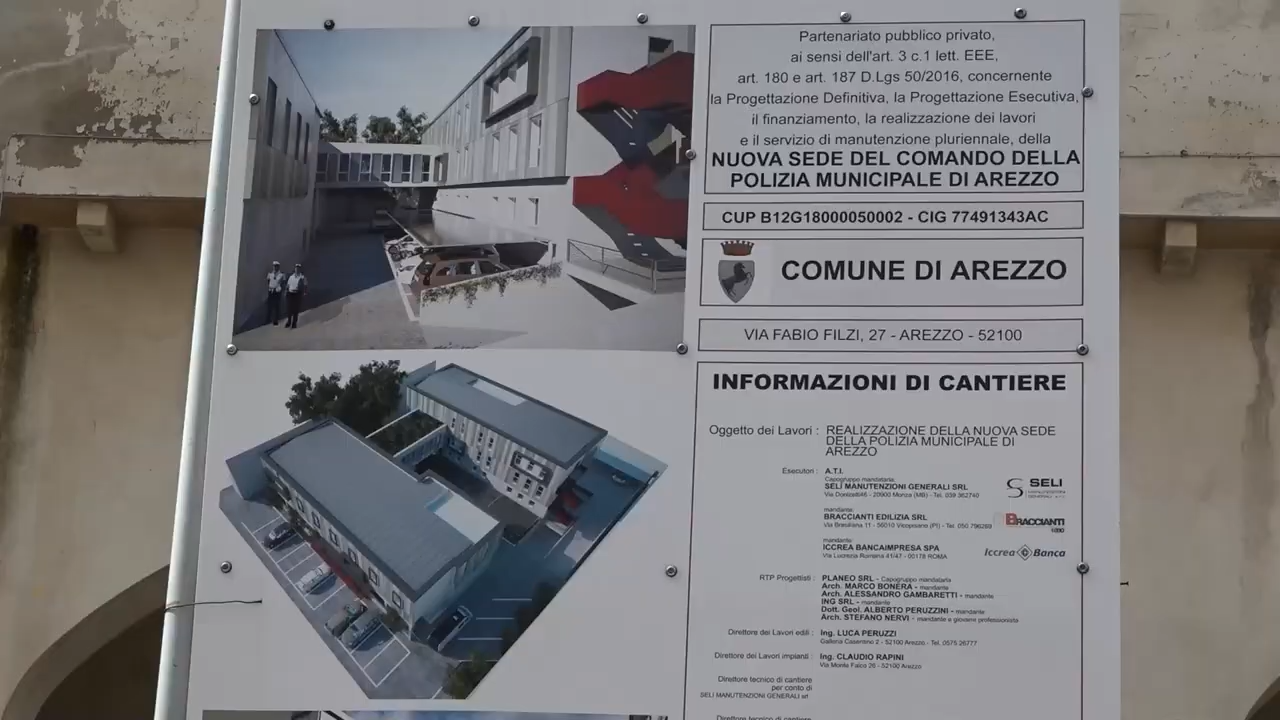 Partenariato pubblico privato,
ai sensi dell'art. 3 c.1 lett. EEE,
art. 180 e art. 187 D.Lgs 50/2016, concernente
la Progettazione Definitiva, la Progettazione Esecutiva,
il finanziamento, la realizzazione dei lavori
e il servizio di manutenzione pluriennale, della
NUOVA SEDE DEL COMANDO DELLA
POLIZIA MUNICIPALE DI AREZZO
CUP B12G18000050002 - CIG 77491343AC
COMUNE DI AREZZO
VIA FABIO FILZI, 27 - AREZZO - 52100
INFORMAZIONI DI CANTIERE
Oggetto dei Lavori : REALIZZAZIONE DELLA NUOVA SEDE
DELLA POLIZIA MUNICIPALE DI
AREZZO
Esecutori : A.T.I.
Capogruppo mandataria:
SELI MANUTENZIONI GENERALI SRL
Via Donizetti46 - 20900 Monza (MB) - Tel. 039 362740
SELI
mandante:
BRACCIANTI EDILIZIA SRL
Via Brasiliana 11 - 56010 Vicopisano (PI) - Tel. 050 796269
BRACCIANTI
mandante:
ICCREA BANCAIMPRESA SPA
Via Lucrezia Romana 41/47 - 00178 ROMA
Iccrea Banca
RTP Progettisti : PLANEO SRL - Capogruppo mandataria
Arch. MARCO BONERA - mandante
Arch. ALESSANDRO GAMBARETTI - mandante
ING SRL - mandante
Dott. Geol. ALBERTO PERUZZINI - mandante
Arch. STEFANO NERVI - mandante e giovane professionista
Direttore dei Lavori edili : Ing. LUCA PERUZZI
Galleria Casentino 2 - 52100 Arezzo - Tel. 0575 26777
Direttore dei Lavori impianti : Ing. CLAUDIO RAPINI
Via Monte Falco 26 - 52100 Arezzo
Direttore tecnico di cantiere
per conto di
SELI MANUTENZIONI GENERALI srl
Direttore tecnico di cantiere